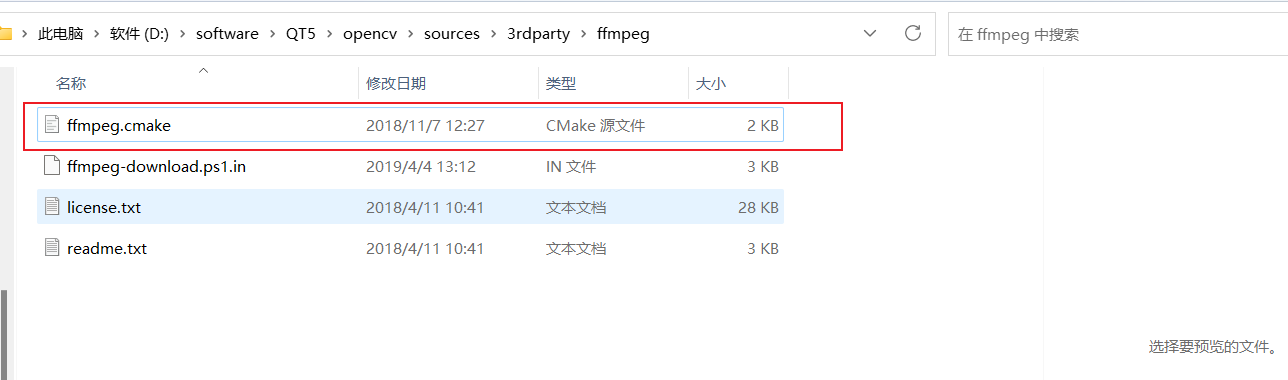 此电脑 › 软件 (D:) › software › QT5 › opencv › sources › 3rdparty › ffmpeg 在 ffmpeg 中搜索
名称 修改日期 类型 大小
ffmpeg.cmake 2018/11/7 12:27 CMake 源文件 2 KB
ffmpeg-download.ps1.in 2019/4/4 13:12 IN 文件 3 KB
license.txt 2018/4/11 10:41 文本文档 28 KB
readme.txt 2018/4/11 10:41 文本文档 3 KB
选择要预览的文件。